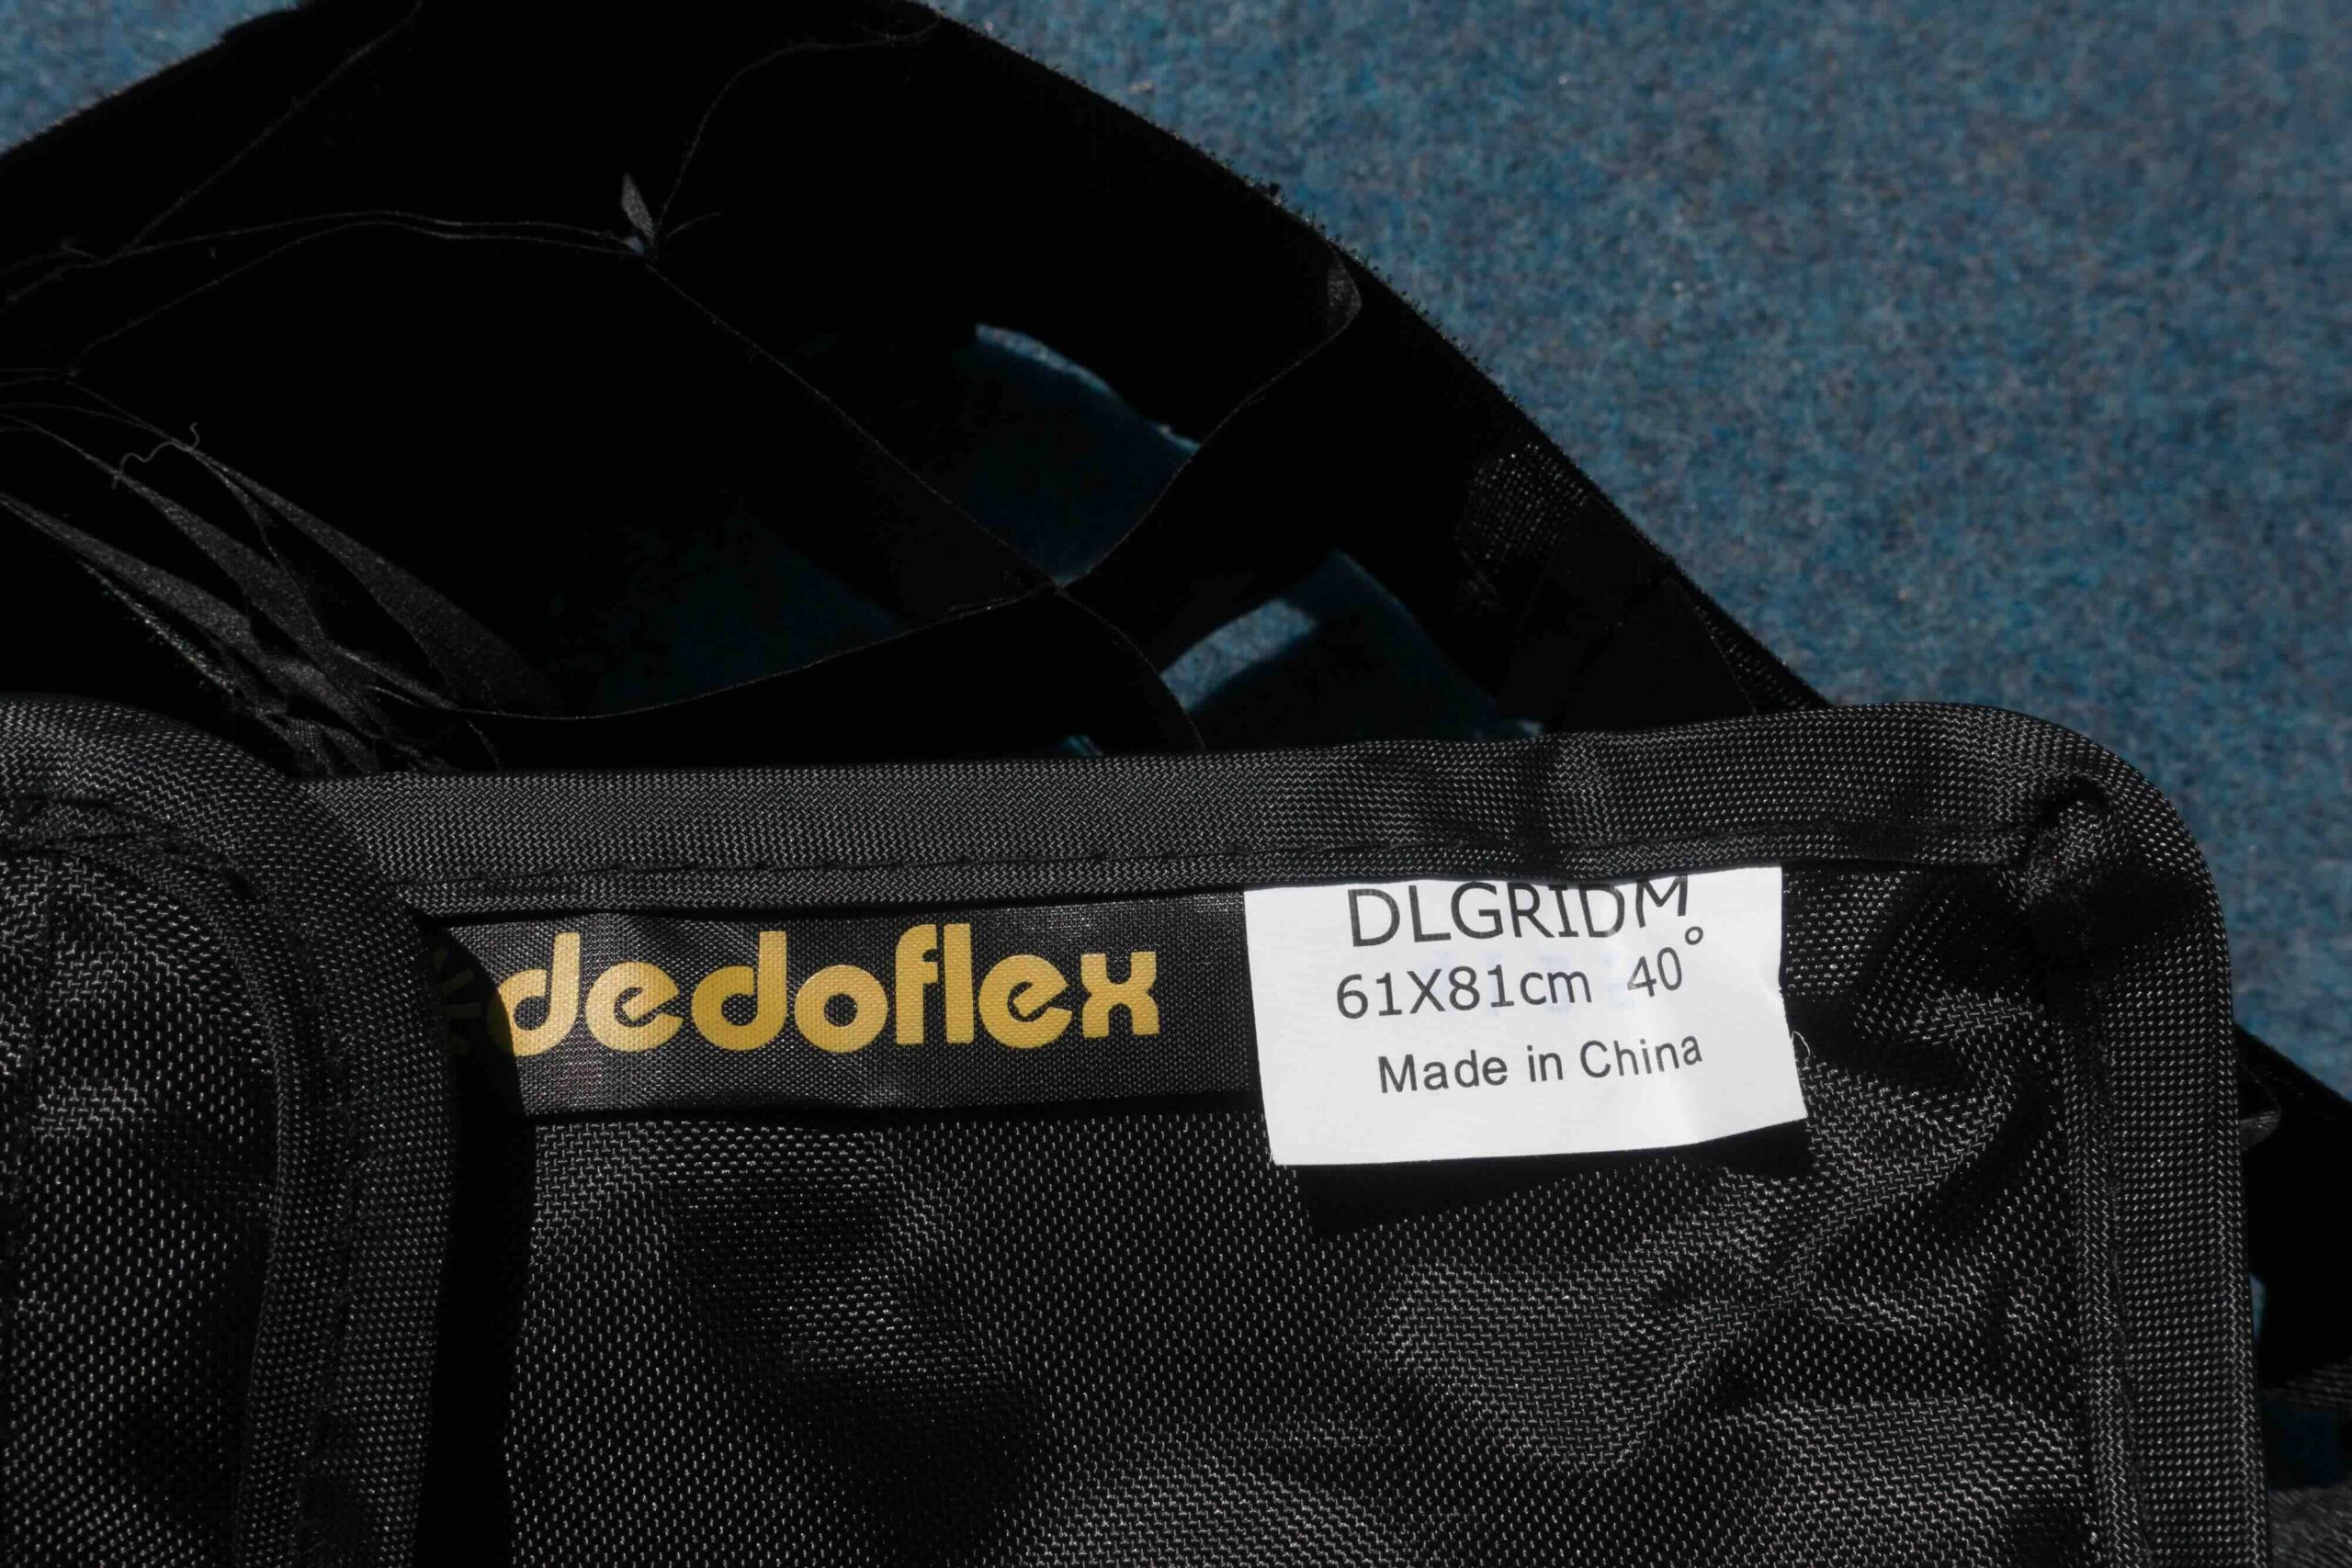 dedoflex
DLGRIDM
61X81cm 40°
Made in China